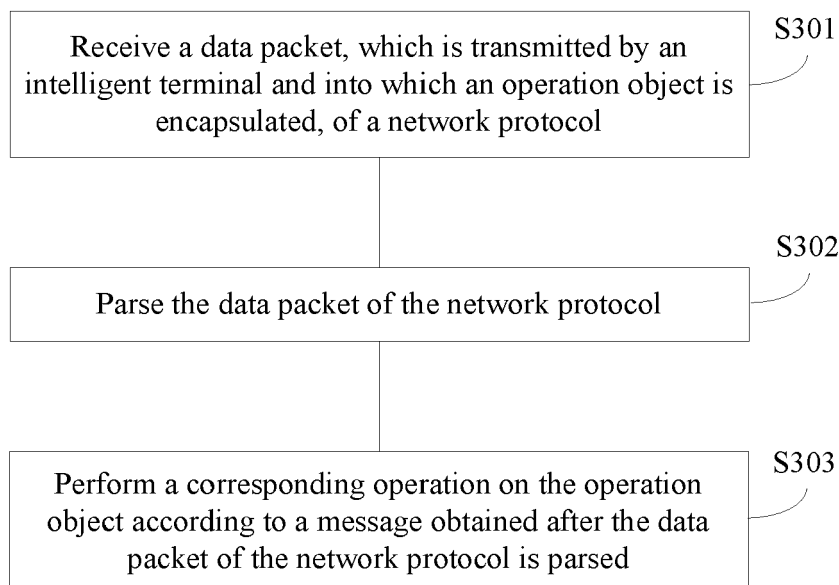 S301
Receive a data packet, which is transmitted by an
intelligent terminal and into which an operation object is
encapsulated, of a network protocol
S302
Parse the data packet of the network protocol
S303
Perform a corresponding operation on the operation
object according to a message obtained after the data
packet of the network protocol is parsed